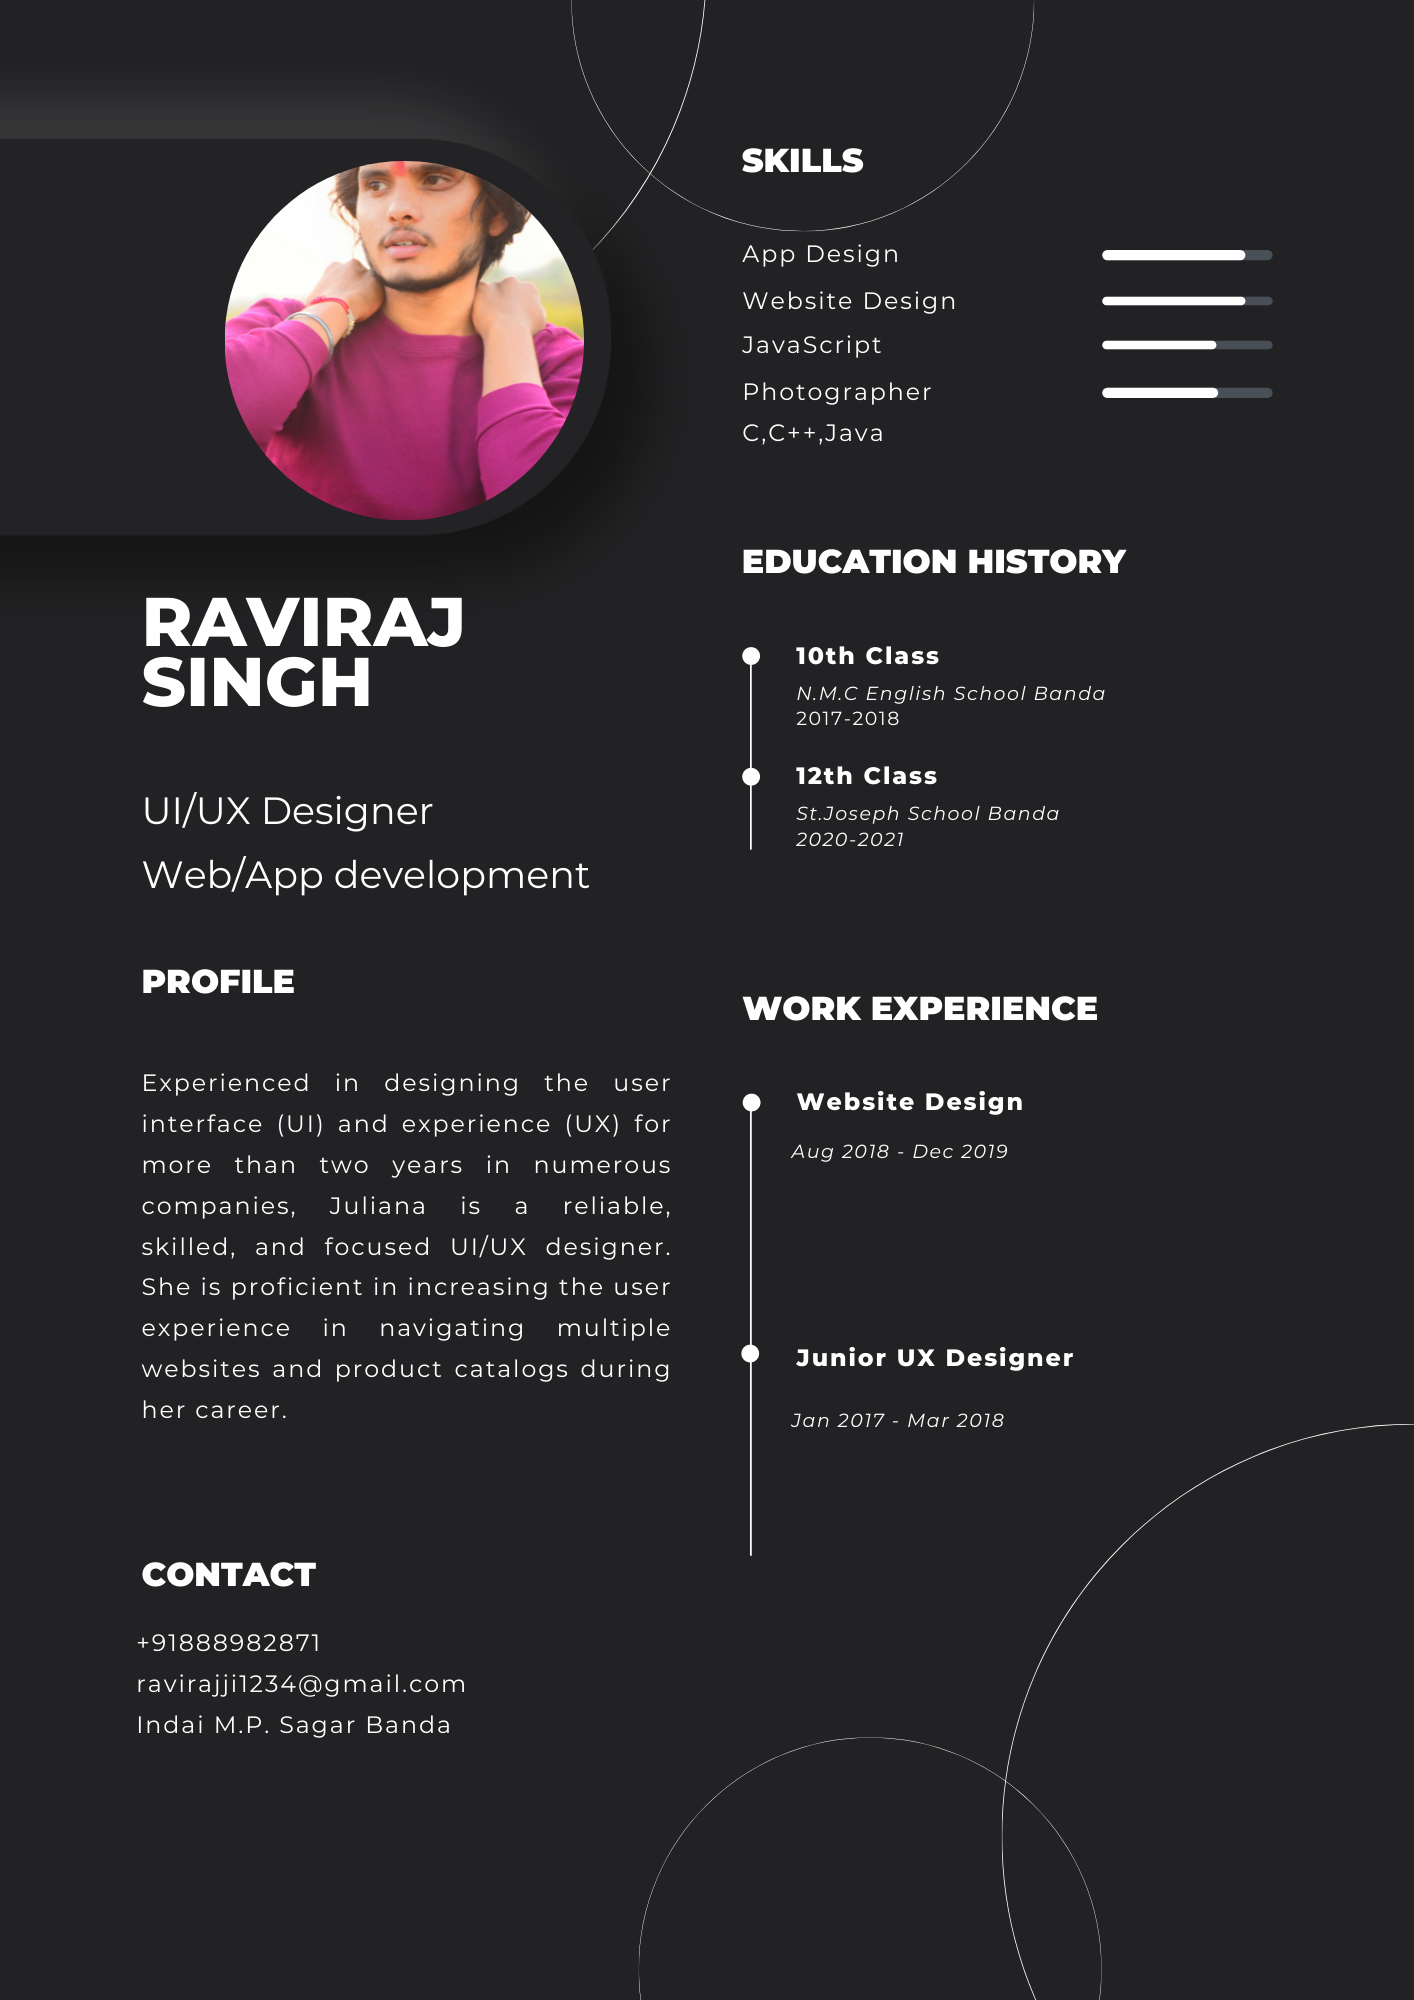 RAVIRAJ
SINGH
UI/UX Designer
Web/App development
PROFILE
Experienced in designing the user
interface (UI) and experience (UX) for
more than two years in numerous
companies, Juliana is a reliable,
skilled, and focused UI/UX designer.
She is proficient in increasing the user
experience in navigating multiple
websites and product catalogs during
her career.
CONTACT
+91888982871
ravirajji1234@gmail.com
Indai M.P. Sagar Banda
SKILLS
App Design
Website Design
JavaScript
Photographer
C,C++,Java
EDUCATION HISTORY
10th Class
N.M.C English School Banda
2017-2018
12th Class
St.Joseph School Banda
2020-2021
WORK EXPERIENCE
Website Design
Aug 2018 - Dec 2019
Junior UX Designer
Jan 2017 - Mar 2018